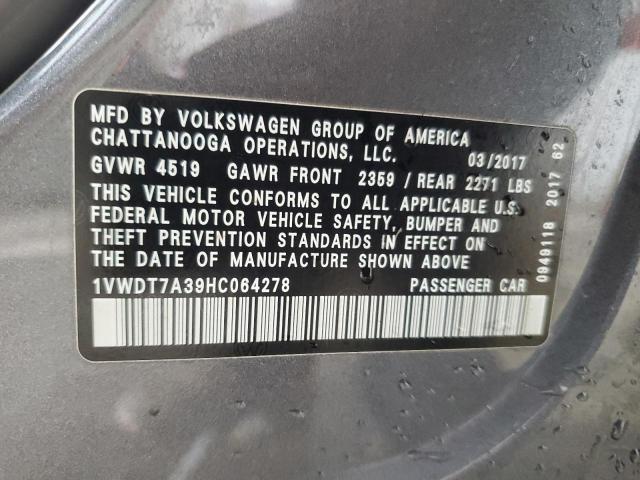 MFD BY VOLKSWAGEN GROUP OF AMERICA
CHATTANOOGA OPERATIONS, LLC. 03/2017
GVWR 4519 GAWR FRONT 2359 / REAR 2271 LBS
THIS VEHICLE CONFORMS TO ALL APPLICABLE U.S.
FEDERAL MOTOR VEHICLE SAFETY, BUMPER AND
THEFT PREVENTION STANDARDS IN EFFECT ON
THE DATE OF MANUFACTURE SHOWN ABOVE
1VWDT7A39HC064278 PASSENGER CAR
0949118 2017 62